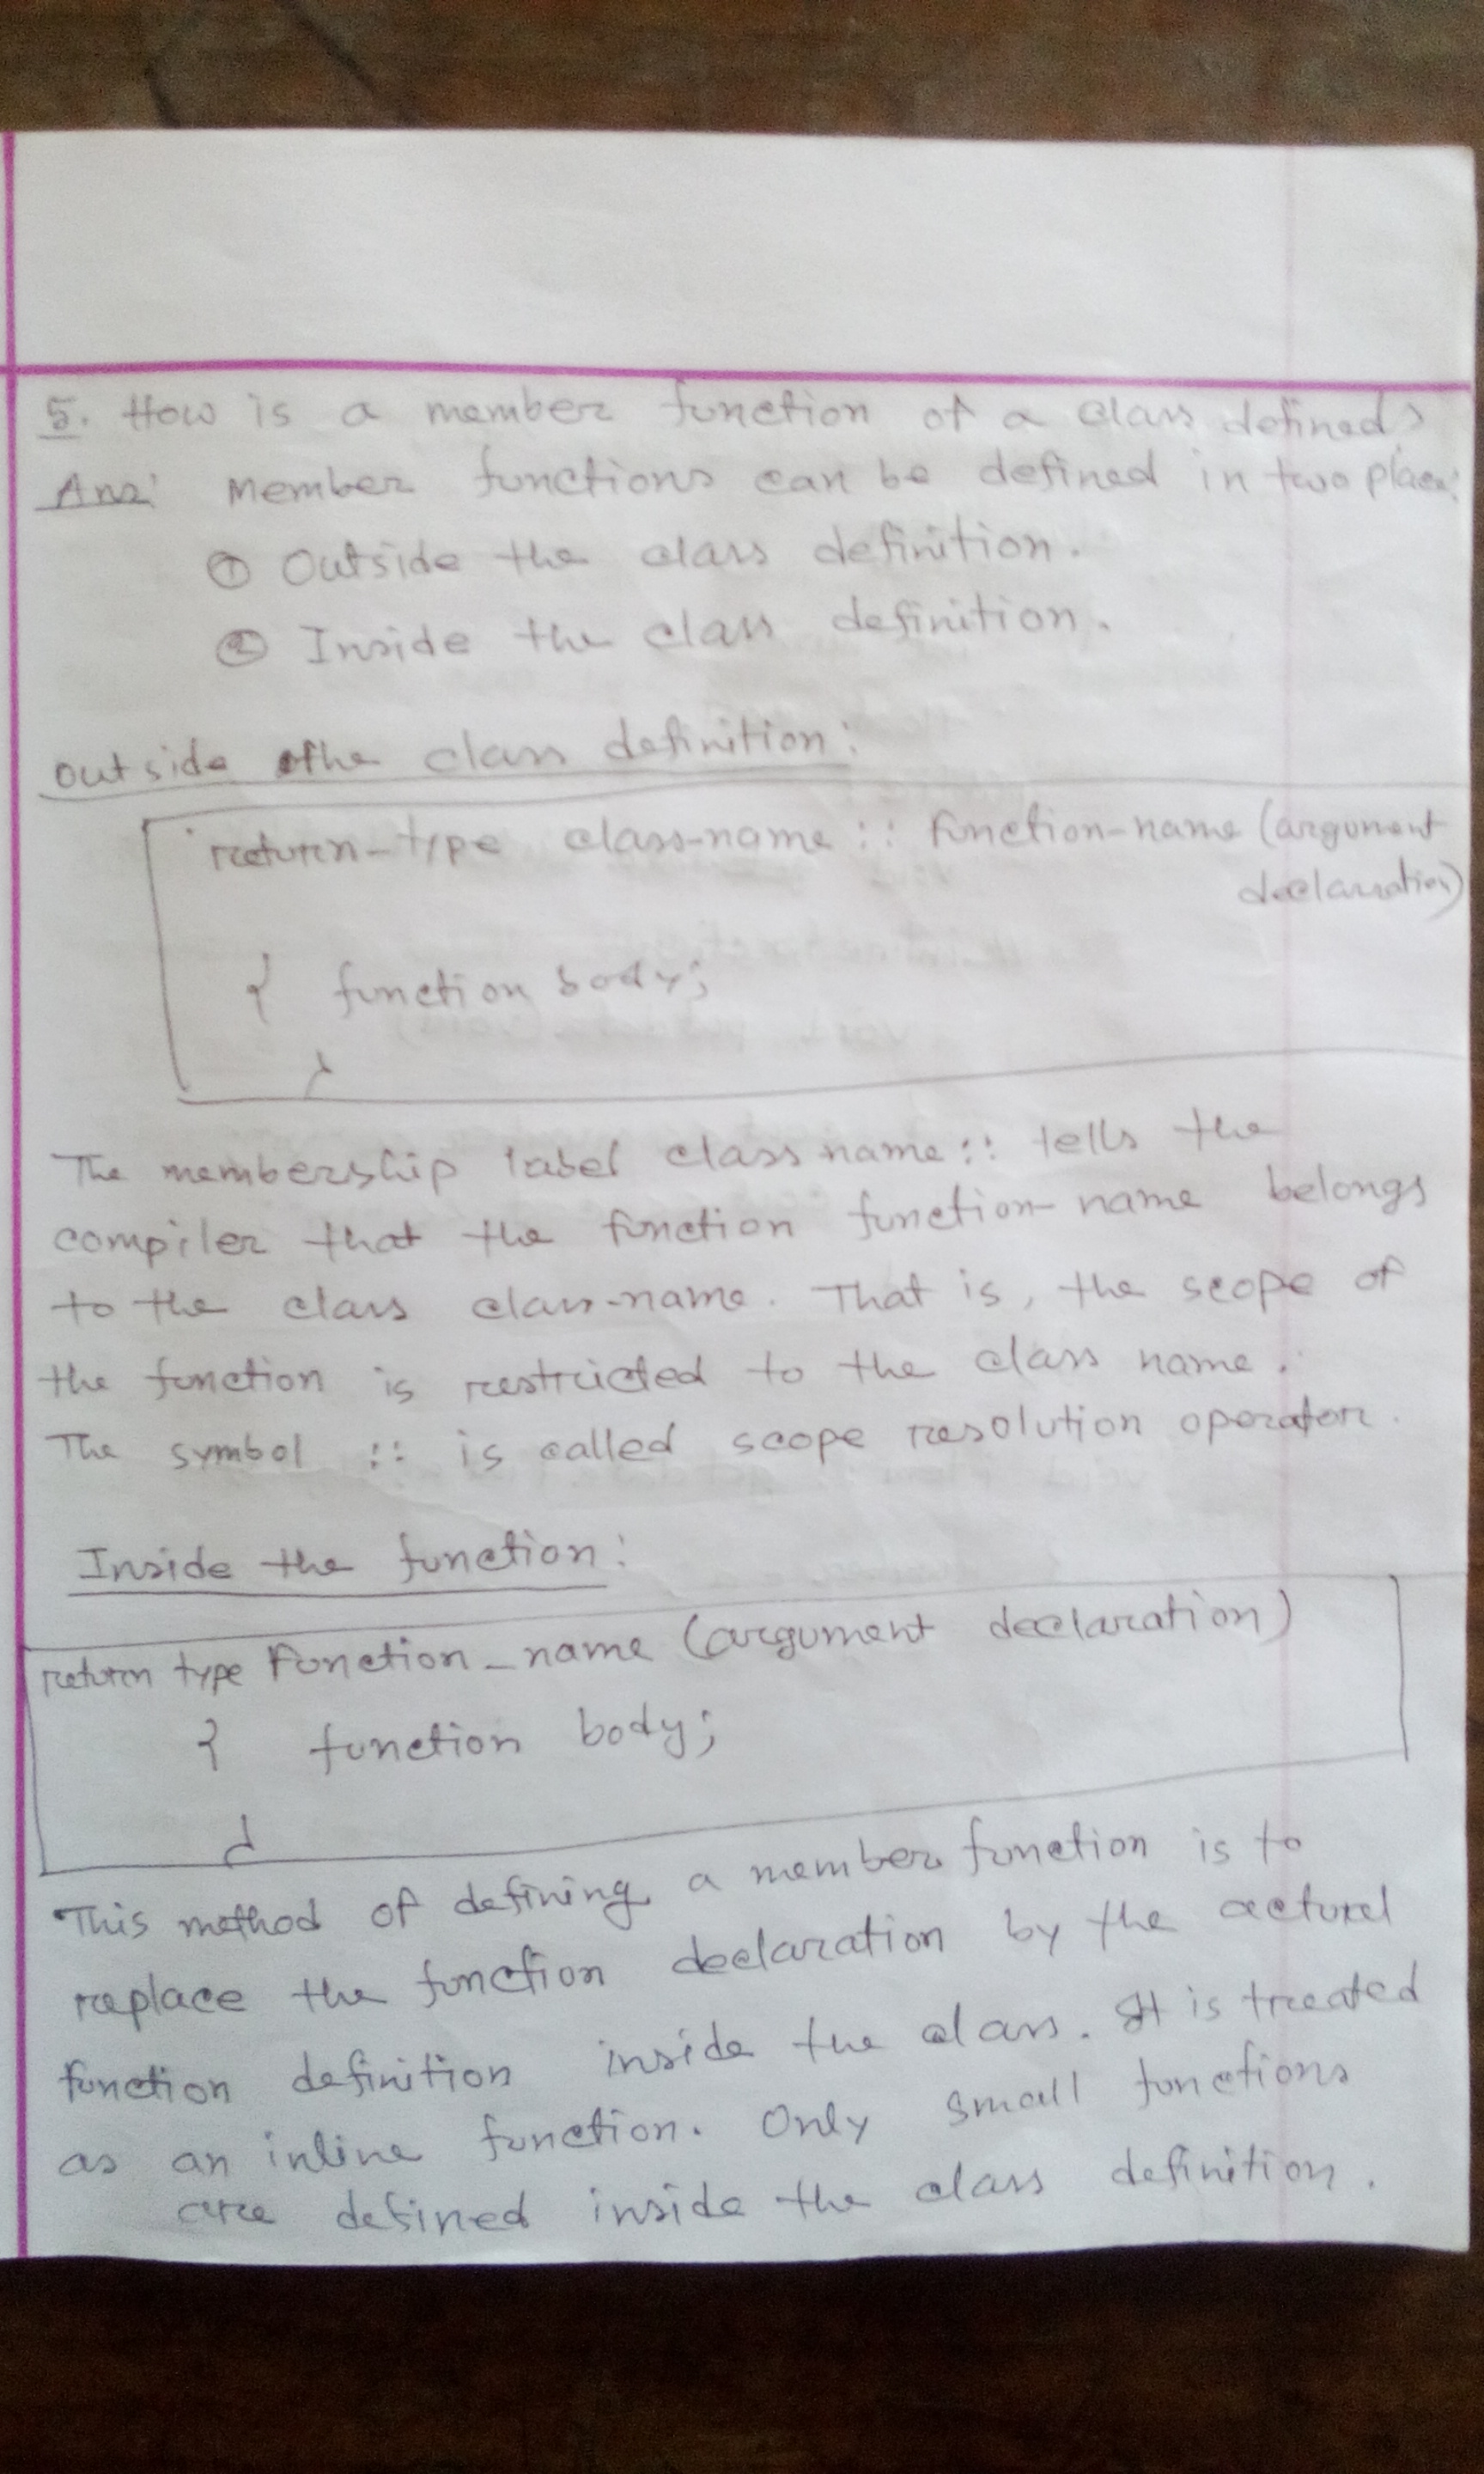 5. How is a member function of a class defined?
Ans: Member functions can be defined in two place:
① Outside the class definition.
② Inside the class definition.
Outside the class definition:
return-type class-name :: function-name (argument
declaration)
{ function body;
}
The membership label class name :: tells the
compiler that the function function-name belongs
to the class class-name. That is, the scope of
the function is restricted to the class name.
The symbol :: is called scope resolution operator.
Inside the function:
return type Function_name (argument declaration)
{ function body;
}
This method of defining a member function is to
replace the function declaration by the actural
function definition inside the class. It is treated
as an inline function. Only small functions
are defined inside the class definition.